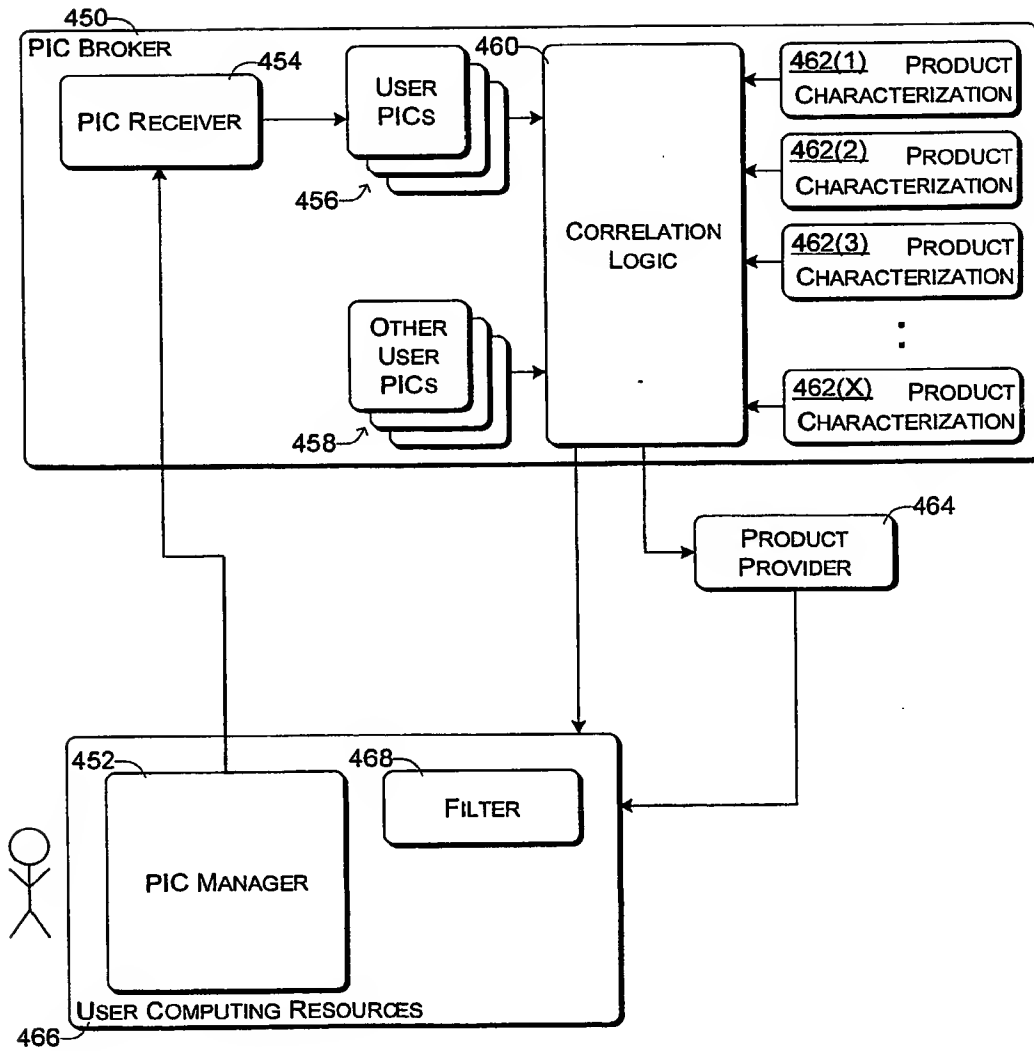 450
PIC BROKER
454
PIC RECEIVER
USER
PICs
456
OTHER
USER
PICs
458
460
CORRELATION
LOGIC
462(1) PRODUCT
CHARACTERIZATION
462(2) PRODUCT
CHARACTERIZATION
462(3) PRODUCT
CHARACTERIZATION
462(X) PRODUCT
CHARACTERIZATION
464
PRODUCT
PROVIDER
452
PIC MANAGER
468
FILTER
USER COMPUTING RESOURCES
466